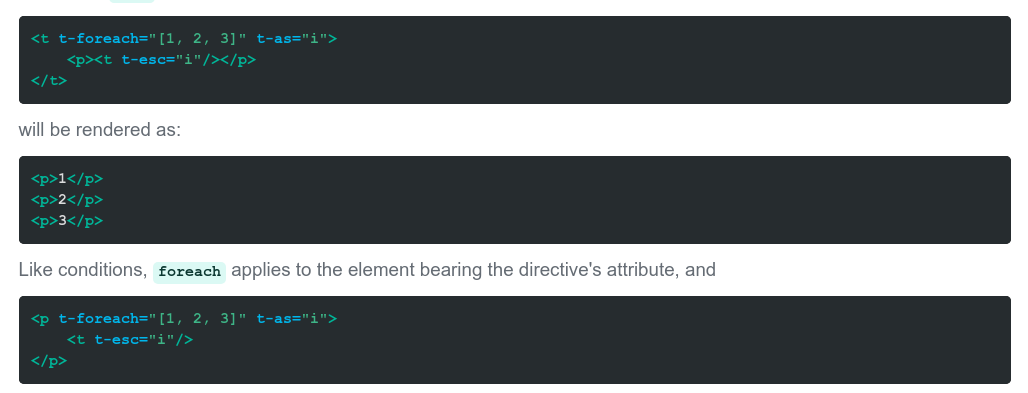 <t t-foreach="[1, 2, 3]" t-as="i">
    <p><t t-esc="i"/></p>
</t>
will be rendered as:
<p>1</p>
<p>2</p>
<p>3</p>
Like conditions, foreach applies to the element bearing the directive's attribute, and
<p t-foreach="[1, 2, 3]" t-as="i">
    <t t-esc="i"/>
</p>